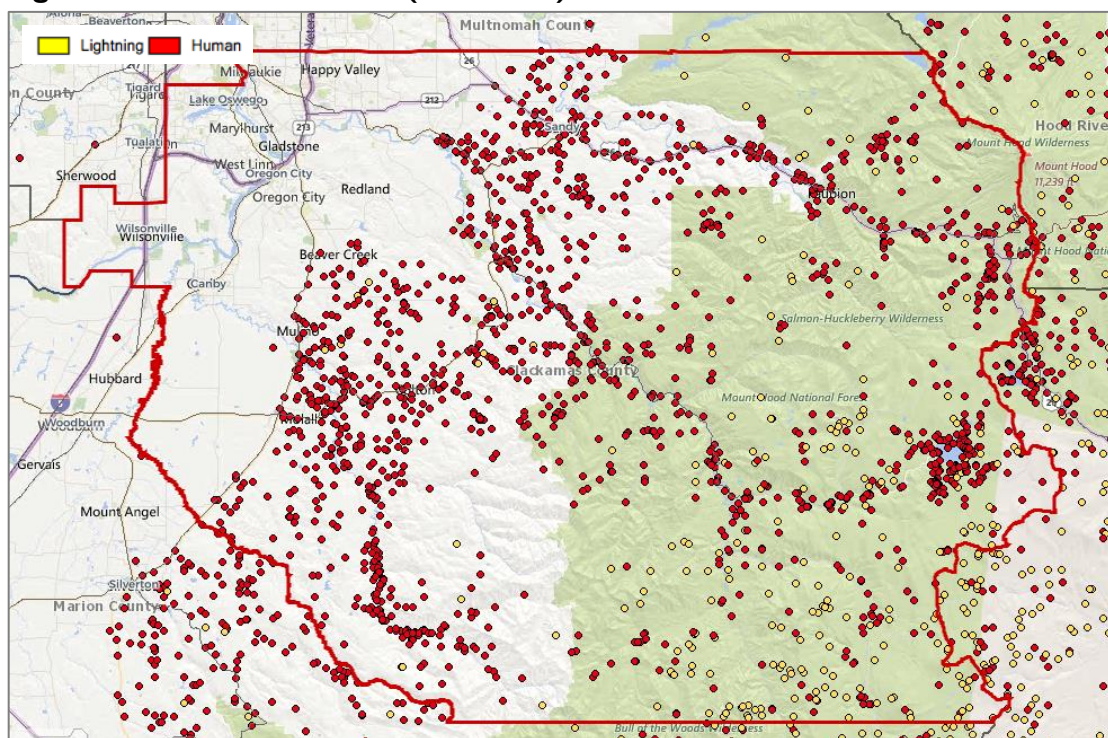 Beaverton
Multnomah County
Lightning
Human
26
Milwaukie
Happy Valley
Tigard
Lake Oswego
212
Marylhurst
213
Sandy
Hood River
Tualatin
Gladstone
Mount Hood Wilderness
West Linn
Oregon City
Sherwood
Redland
Mount Hood
11,239 ft
Oregon City
Wilsonville
Wilsonville
Beaver Creek
Canby
Salmon-Huckleberry Wilderness
Hubbard
Clackamas County
Mount Hood National Forest
5
26
Woodburn
Woodburn
Gervais
Mount Angel
Silverton
Marion County
Bull of the Woods Wilderness